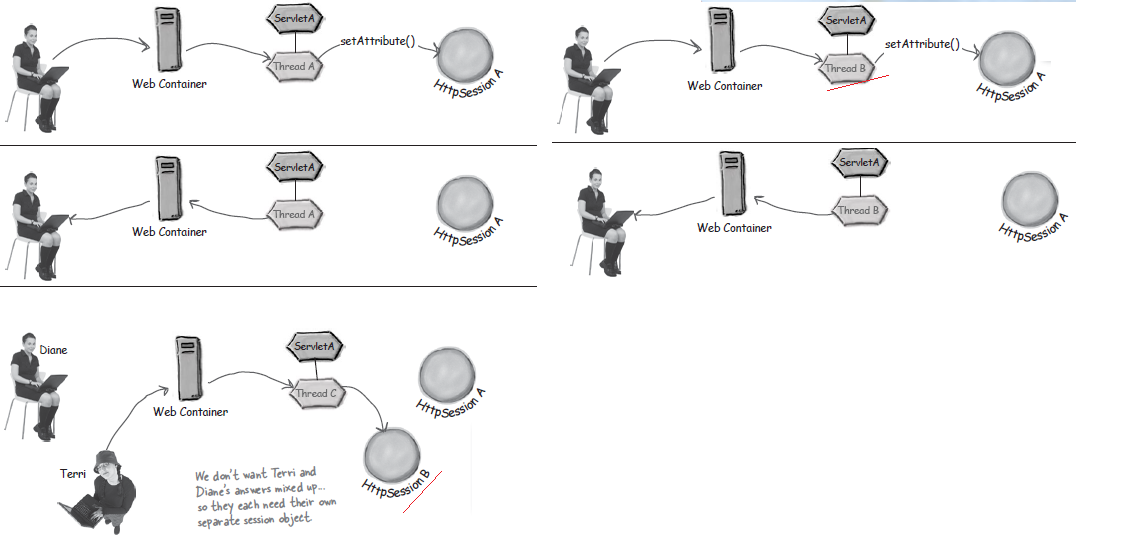 ServletA
setAttribute()
Thread A
Web Container
HttpSession A
ServletA
setAttribute()
Thread B
Web Container
HttpSession A
ServletA
Thread A
Web Container
HttpSession A
ServletA
Thread B
Web Container
HttpSession A
Diane
ServletA
Thread C
Web Container
HttpSession A
Terri
HttpSession B
We don't want Terri and
Diane's answers mixed up...
so they each need their own
separate session object.